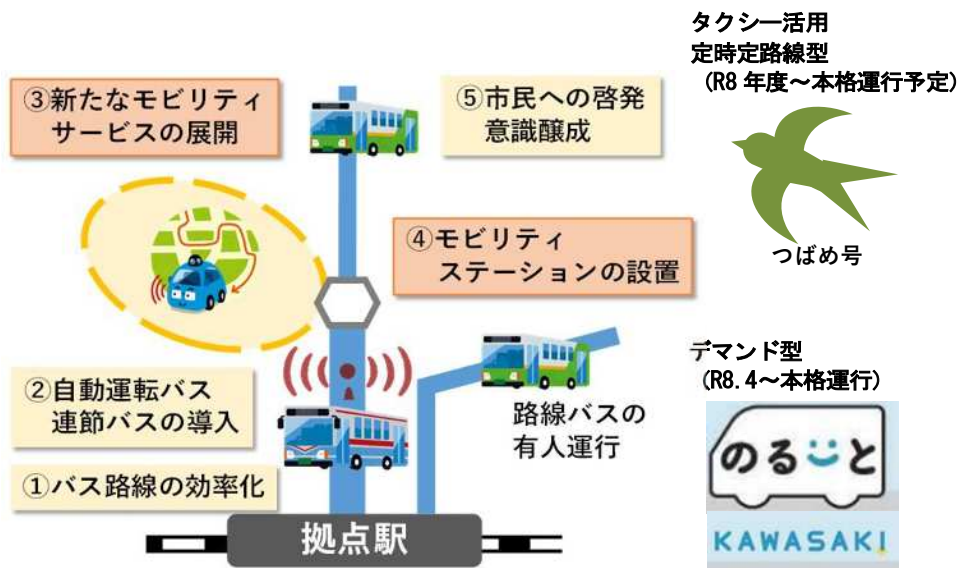 ③新たなモビリティ
サービスの展開
⑤市民への啓発
意識醸成
④モビリティ
ステーションの設置
②自動運転バス
連節バスの導入
①バス路線の効率化
路線バスの
有人運行
拠点駅
タクシー活用
定時定路線型
(R8年度~本格運行予定)
つばめ号
デマンド型
(R8.4~本格運行)
のると
KAWASAKI